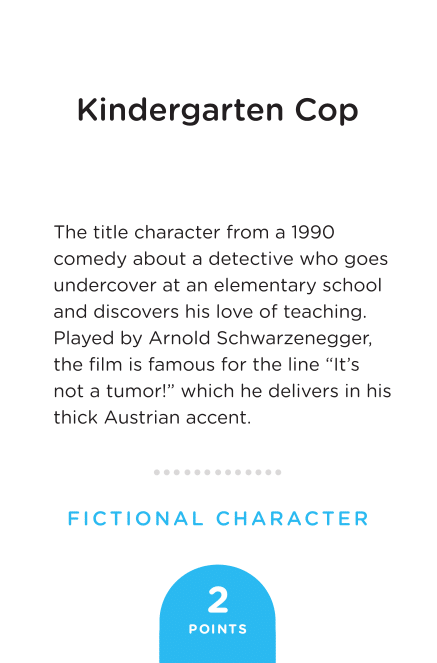 Kindergarten Cop
The title character from a 1990
comedy about a detective who goes
undercover at an elementary school
and discovers his love of teaching.
Played by Arnold Schwarzenegger,
the film is famous for the line “It’s
not a tumor!” which he delivers in his
thick Austrian accent.
FICTIONAL CHARACTER
2
POINTS